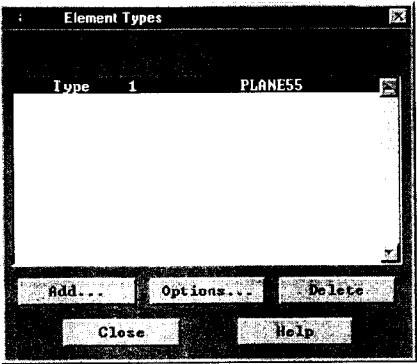 Element Types
Type 1 PLANE55
Add... Options... Delete
Close Help